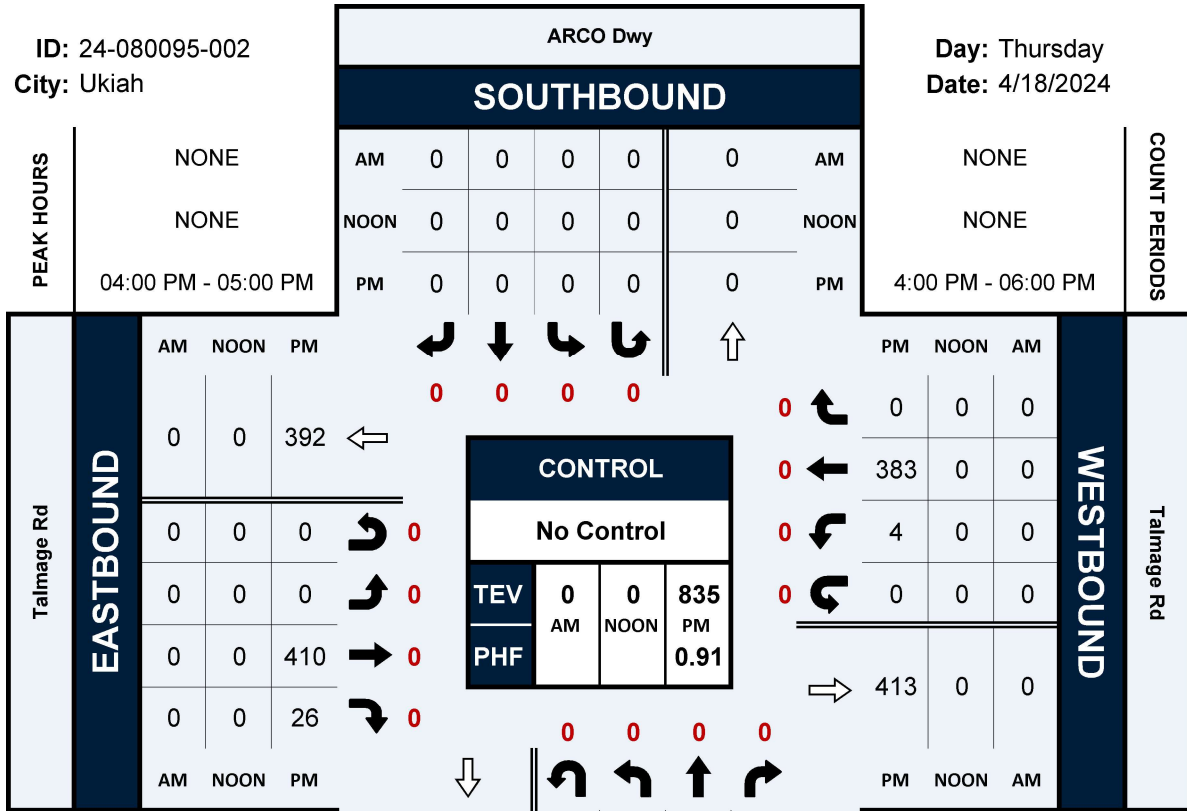 ARCO Dwy
ID: 24-080095-002
Day: Thursday
City: Ukiah
Date: 4/18/2024
SOUTHBOUND
PEAK HOURS
NONE
AM 0 0 0 0 0 AM
NONE
COUNT PERIODS
NONE
NOON 0 0 0 0 0 NOON
NONE
04:00 PM - 05:00 PM
PM 0 0 0 0 0 PM
4:00 PM - 06:00 PM
AM NOON PM
PM NOON AM
0 0 0 0
0 0 0 0
0 0 392
0 383 0 0
Talmage Rd
EASTBOUND
CONTROL
WESTBOUND
Talmage Rd
0 0 0 0
No Control
0 4 0 0
0 0 0 0
TEV 0 0 835
AM NOON PM
PHF 0.91
0 0 0 0
0 0 410 0
413 0 0
0 0 26 0
0 0 0 0
AM NOON PM
PM NOON AM